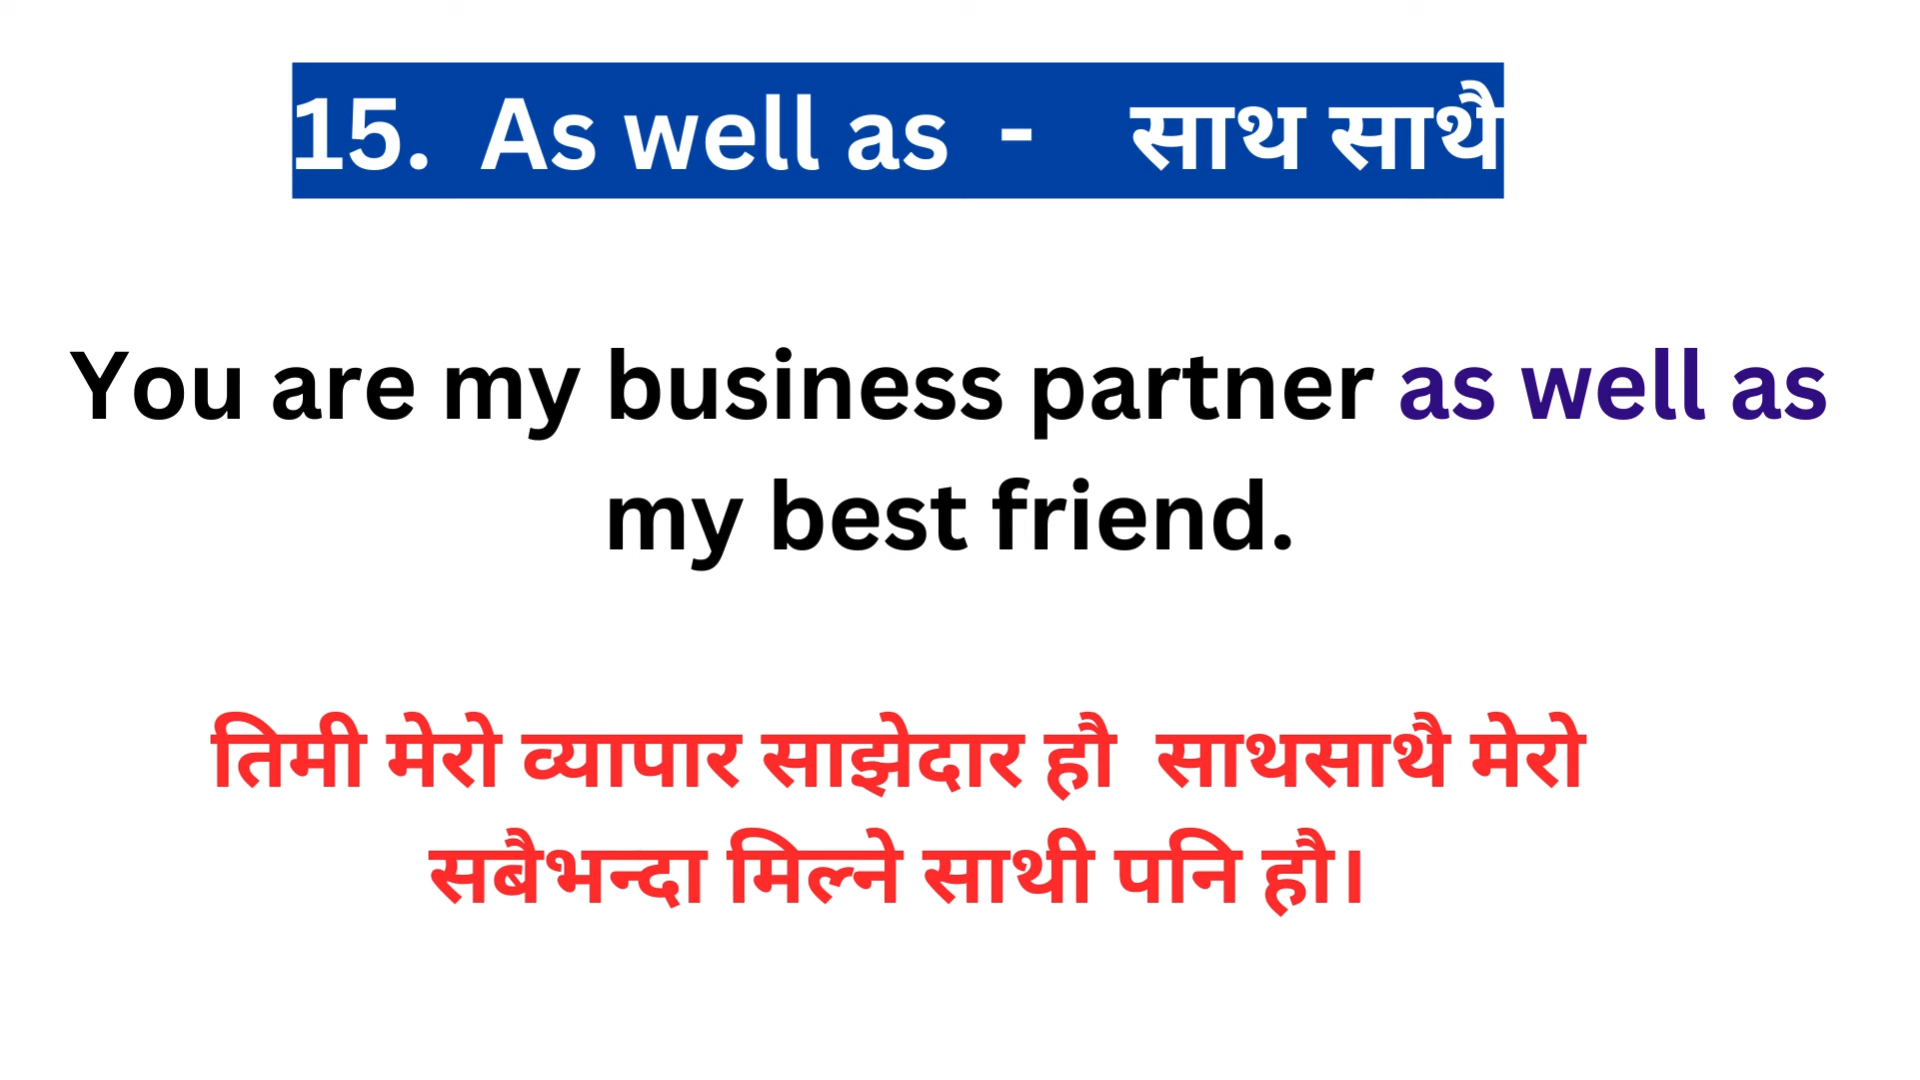 15. As well as - साथ साथै
You are my business partner as well as
my best friend.
तिमी मेरो व्यापार साझेदार हौ साथसाथै मेरो
सबैभन्दा मिल्ने साथी पनि हौ।